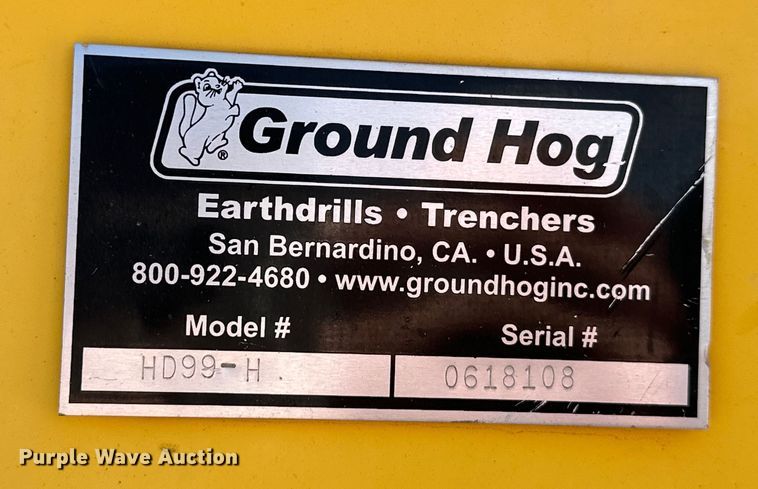 Ground Hog
®
Earthdrills • Trenchers
San Bernardino, CA. • U.S.A.
800-922-4680 • www.groundhoginc.com
Model # Serial #
HD99-H 0618108
Purple Wave Auction